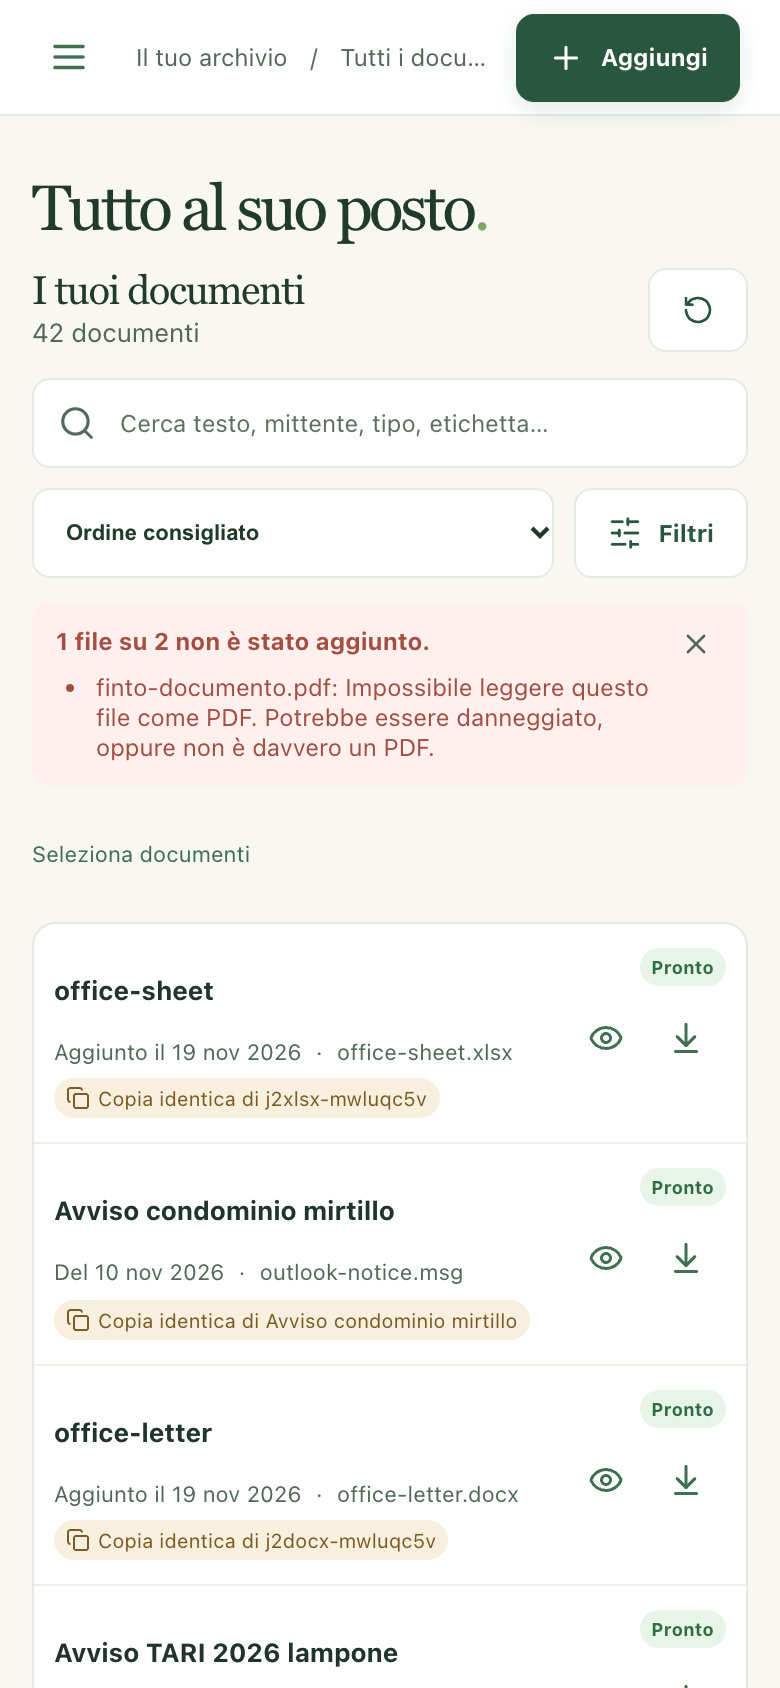 Il tuo archivio / Tutti i docu...
+ Aggiungi
Tutto al suo posto.
I tuoi documenti
42 documenti
Cerca testo, mittente, tipo, etichetta...
Ordine consigliato
Filtri
1 file su 2 non è stato aggiunto.
• finto-documento.pdf: Impossibile leggere questo
file come PDF. Potrebbe essere danneggiato,
oppure non è davvero un PDF.
Seleziona documenti
Pronto
office-sheet
Aggiunto il 19 nov 2026 · office-sheet.xlsx
Copia identica di j2xlsx-mwluqc5v
Pronto
Avviso condominio mirtillo
Del 10 nov 2026 · outlook-notice.msg
Copia identica di Avviso condominio mirtillo
Pronto
office-letter
Aggiunto il 19 nov 2026 · office-letter.docx
Copia identica di j2docx-mwluqc5v
Pronto
Avviso TARI 2026 lampone